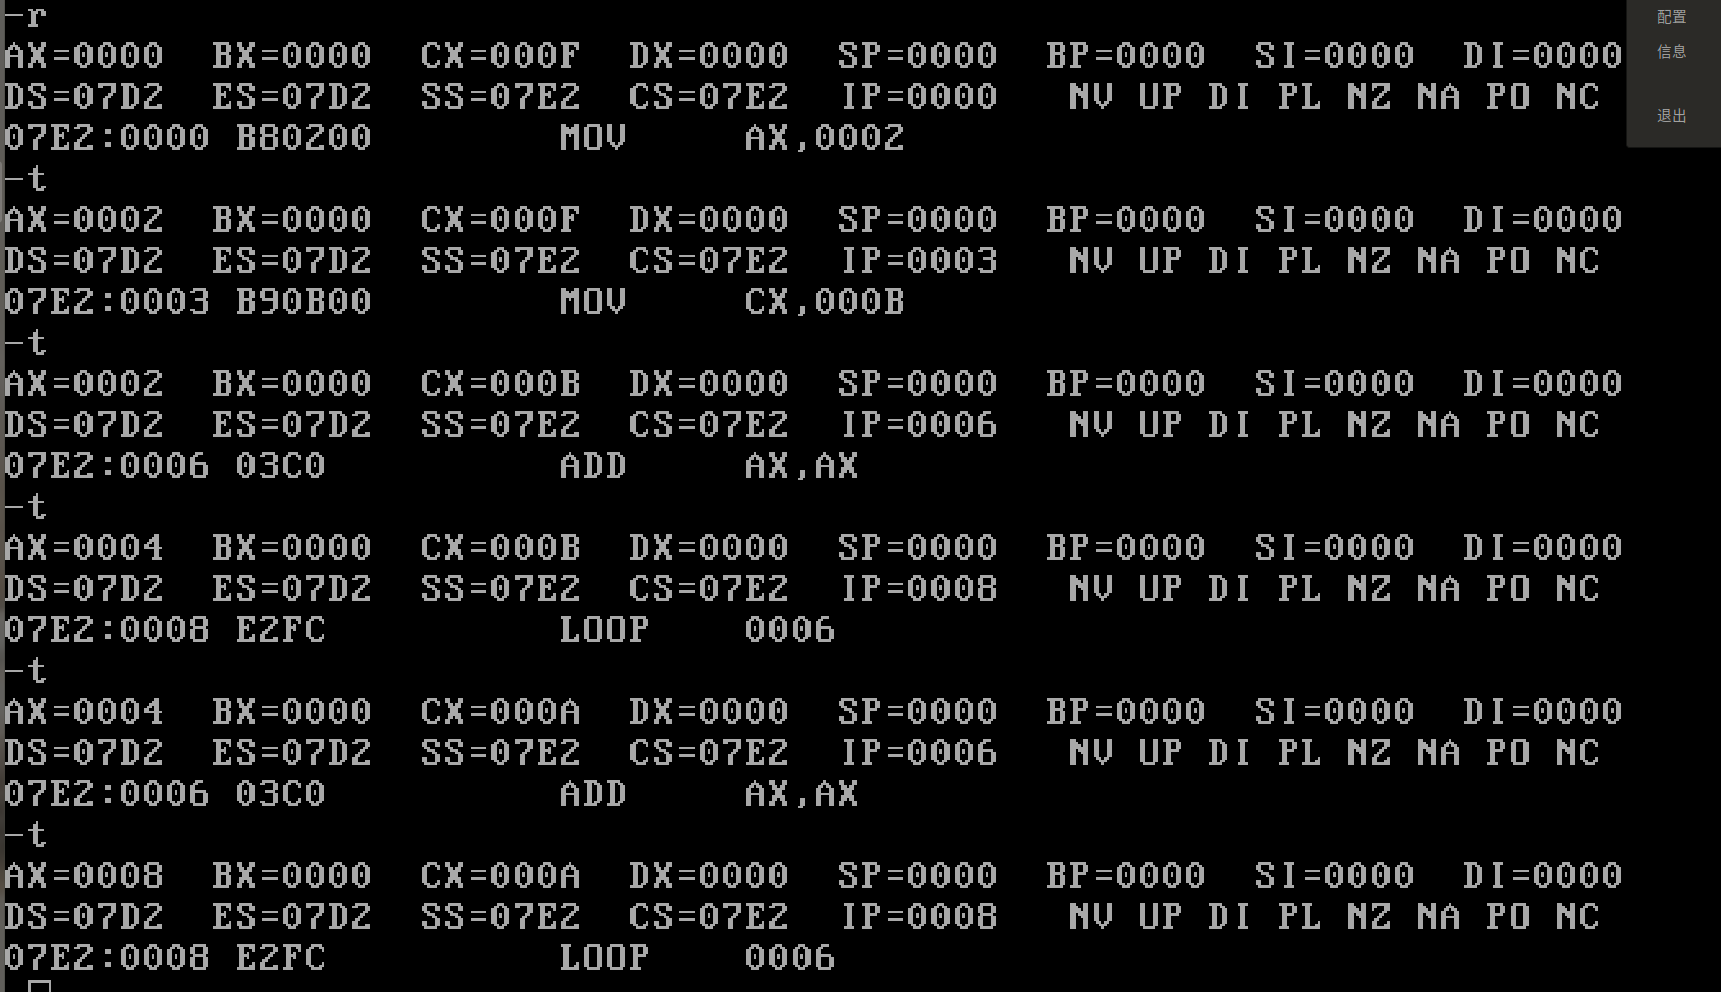 -r
AX=0000  BX=0000  CX=000F  DX=0000  SP=0000  BP=0000  SI=0000  DI=0000
DS=07D2  ES=07D2  SS=07E2  CS=07E2  IP=0000   NV UP DI PL NZ NA PO NC
07E2:0000 B80200        MOV     AX,0002
-t
AX=0002  BX=0000  CX=000F  DX=0000  SP=0000  BP=0000  SI=0000  DI=0000
DS=07D2  ES=07D2  SS=07E2  CS=07E2  IP=0003   NV UP DI PL NZ NA PO NC
07E2:0003 B90B00        MOV     CX,000B
-t
AX=0002  BX=0000  CX=000B  DX=0000  SP=0000  BP=0000  SI=0000  DI=0000
DS=07D2  ES=07D2  SS=07E2  CS=07E2  IP=0006   NV UP DI PL NZ NA PO NC
07E2:0006 03C0          ADD     AX,AX
-t
AX=0004  BX=0000  CX=000B  DX=0000  SP=0000  BP=0000  SI=0000  DI=0000
DS=07D2  ES=07D2  SS=07E2  CS=07E2  IP=0008   NV UP DI PL NZ NA PO NC
07E2:0008 E2FC          LOOP    0006
-t
AX=0004  BX=0000  CX=000A  DX=0000  SP=0000  BP=0000  SI=0000  DI=0000
DS=07D2  ES=07D2  SS=07E2  CS=07E2  IP=0006   NV UP DI PL NZ NA PO NC
07E2:0006 03C0          ADD     AX,AX
-t
AX=0008  BX=0000  CX=000A  DX=0000  SP=0000  BP=0000  SI=0000  DI=0000
DS=07D2  ES=07D2  SS=07E2  CS=07E2  IP=0008   NV UP DI PL NZ NA PO NC
07E2:0008 E2FC          LOOP    0006
配置
信息
退出